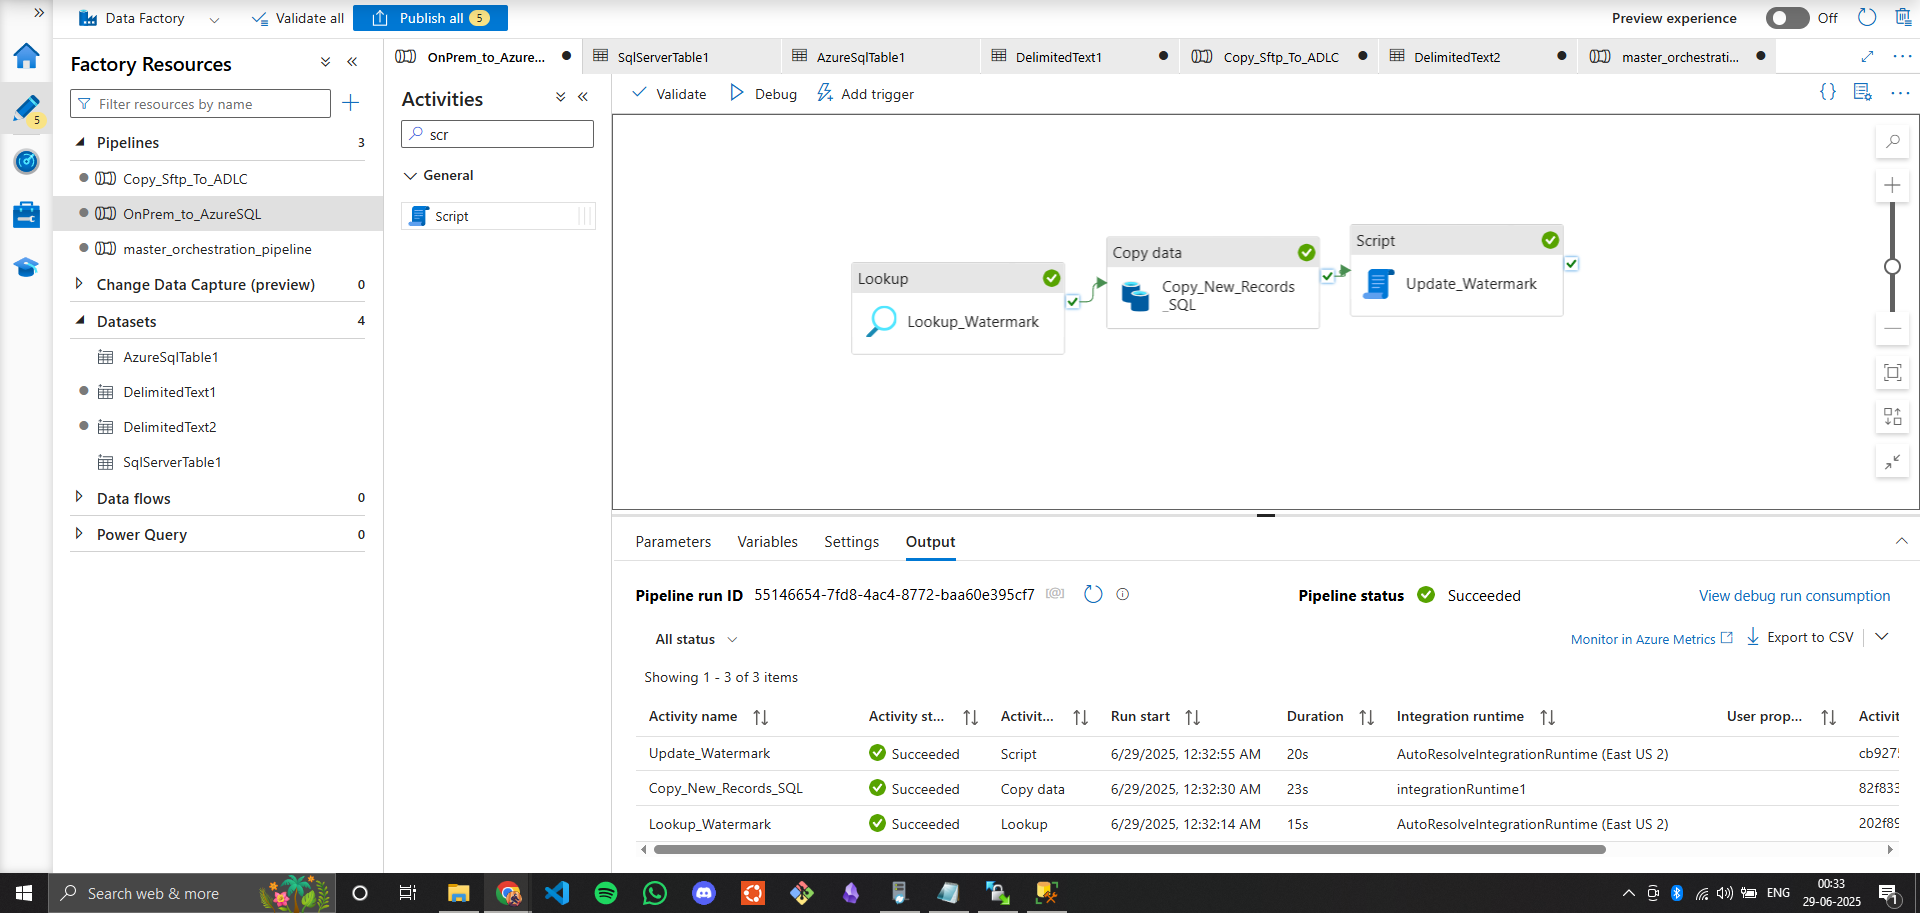 Data Factory
Validate all
Publish all 5
Preview experience
Off
Factory Resources
Filter resources by name
5
Pipelines 3
Copy_Sftp_To_ADLC
OnPrem_to_AzureSQL
master_orchestration_pipeline
Change Data Capture (preview) 0
Datasets 4
AzureSqlTable1
DelimitedText1
DelimitedText2
SqlServerTable1
Data flows 0
Power Query 0
OnPrem_to_Azure...
SqlServerTable1
AzureSqlTable1
DelimitedText1
Copy_Sftp_To_ADLC
DelimitedText2
master_orchestrati...
Activities
scr
General
Script
Validate
Debug
Add trigger
Lookup
Lookup_Watermark
Copy data
Copy_New_Records
_SQL
Script
Update_Watermark
Parameters Variables Settings Output
Pipeline run ID 55146654-7fd8-4ac4-8772-baa60e395cf7
Pipeline status Succeeded
View debug run consumption
All status
Monitor in Azure Metrics
Export to CSV
Showing 1 - 3 of 3 items
Activity name Activity st... Activit... Run start Duration Integration runtime User prop... Activit
Update_Watermark Succeeded Script 6/29/2025, 12:32:55 AM 20s AutoResolveIntegrationRuntime (East US 2) cb927
Copy_New_Records_SQL Succeeded Copy data 6/29/2025, 12:32:30 AM 23s integrationRuntime1 82f833
Lookup_Watermark Succeeded Lookup 6/29/2025, 12:32:14 AM 15s AutoResolveIntegrationRuntime (East US 2) 202f89
Search web & more
ENG
00:33
29-06-2025
1